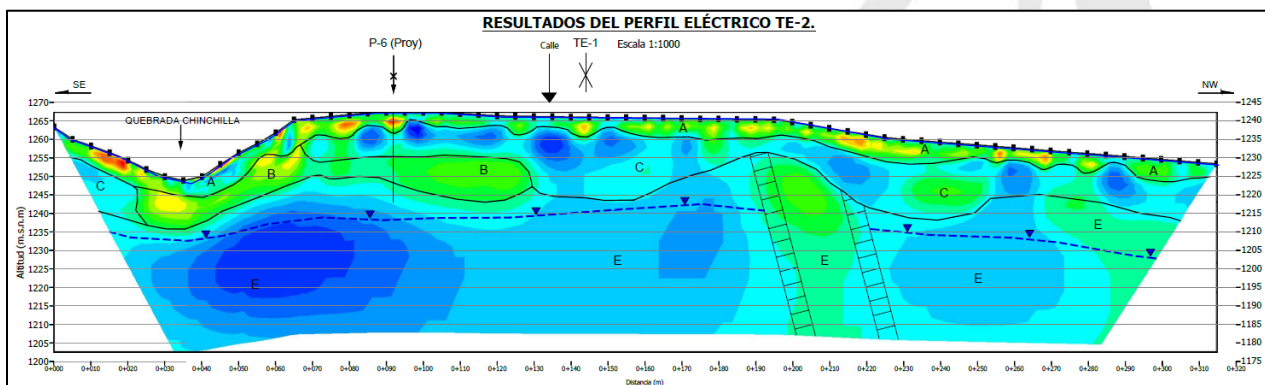 RESULTADOS DEL PERFIL ELÉCTRICO TE-2.
P-6 (Proy)
Calle
TE-1
Escala 1:1000
SE
NW
QUEBRADA CHINCHILLA
1270
1265
1260
1255
1250
1245
1240
1235
1230
1225
1220
1215
1210
1205
1200
Altitud (m.s.n.m)
A
A
A
A
B
B
C
C
C
E
E
E
E
E
1245
1240
1235
1230
1225
1220
1215
1210
1205
1200
1195
1190
1185
1180
1175
0+000 0+010 0+020 0+030 0+040 0+050 0+060 0+070 0+080 0+090 0+100 0+110 0+120 0+130 0+140 0+150 0+160 0+170 0+180 0+190 0+200 0+210 0+220 0+230 0+240 0+250 0+260 0+270 0+280 0+290 0+300 0+310 0+320
Distancia (m)